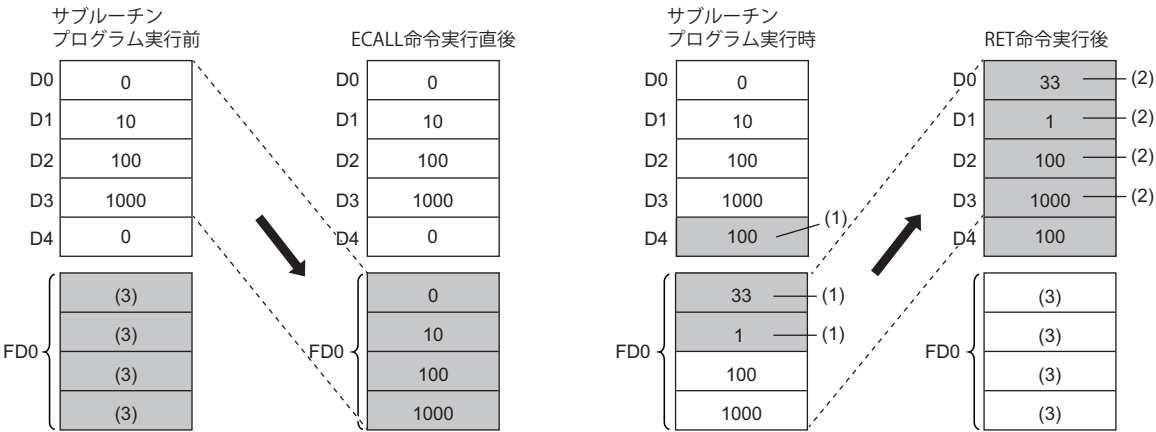 サブルーチン
プログラム実行前
D0 0
D1 10
D2 100
D3 1000
D4 0
FD0
(3)
(3)
(3)
(3)
ECALL命令実行直後
D0 0
D1 10
D2 100
D3 1000
D4 0
FD0
0
10
100
1000
サブルーチン
プログラム実行時
D0 0
D1 10
D2 100
D3 1000
D4 100 (1)
FD0
33 (1)
1 (1)
100
1000
RET命令実行後
D0 33 (2)
D1 1 (2)
D2 100 (2)
D3 1000 (2)
D4 100
FD0
(3)
(3)
(3)
(3)